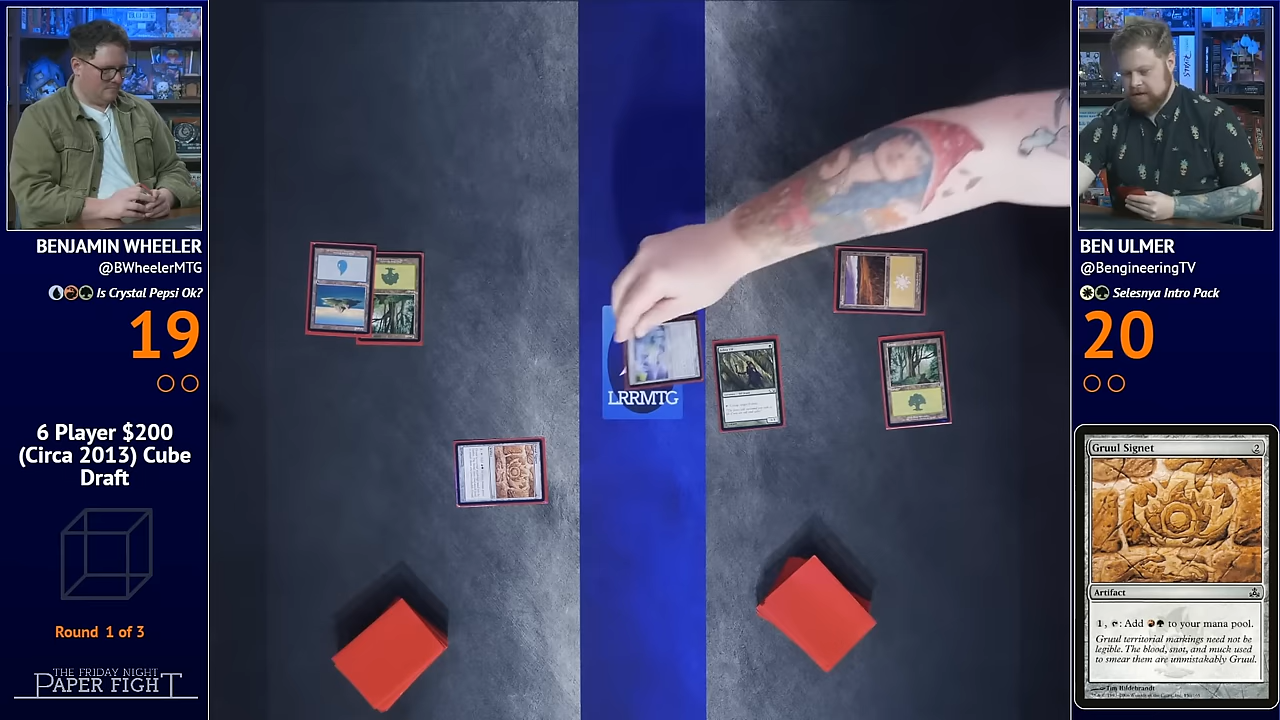 BENJAMIN WHEELER
@BWheelerMTG
Is Crystal Pepsi Ok?
19
6 Player $200
(Circa 2013) Cube
Draft
Round 1 of 3
THE FRIDAY NIGHT
PAPER FIGHT
LRRMTG
BEN ULMER
@BengineeringTV
Selesnya Intro Pack
20
Gruul Signet 2
Artifact
1, : Add to your mana pool.
Gruul territorial markings need not be
legible. The blood, snot, and muck used
to smear them are unmistakably Gruul.
Tim Hildebrandt